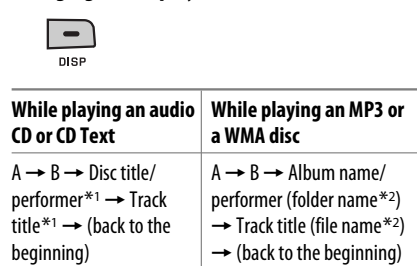 DISP
While playing an audio
CD or CD Text
While playing an MP3 or
a WMA disc
A → B → Disc title/
performer*1 → Track
title*1 → (back to the
beginning)
A → B → Album name/
performer (folder name*2)
→ Track title (file name*2)
→ (back to the beginning)